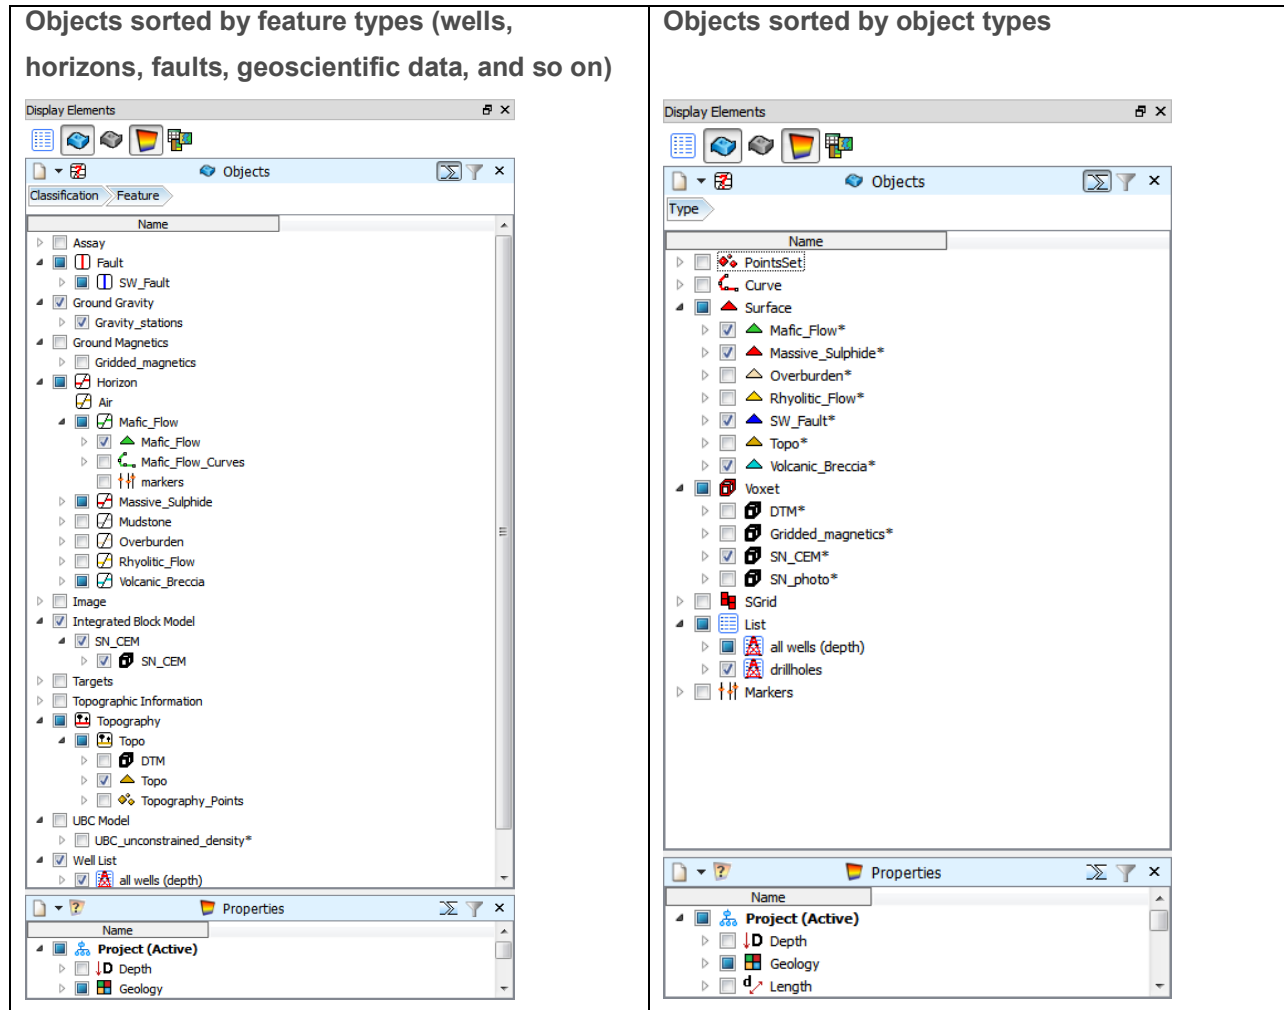 Objects sorted by feature types (wells,
horizons, faults, geoscientific data, and so on)
Display Elements
Objects
Classification Feature
Name
Assay
Fault
SW_Fault
Ground Gravity
Gravity_stations
Ground Magnetics
Gridded_magnetics
Horizon
Air
Mafic_Flow
Mafic_Flow
Mafic_Flow_Curves
markers
Massive_Sulphide
Mudstone
Overburden
Rhyolitic_Flow
Volcanic_Breccia
Image
Integrated Block Model
SN_CEM
SN_CEM
Targets
Topographic Information
Topography
Topo
DTM
Topo
Topography_Points
UBC Model
UBC_unconstrained_density*
Well List
all wells (depth)
Properties
Name
Project (Active)
D Depth
Geology
Objects sorted by object types
Display Elements
Objects
Type
Name
PointsSet
Curve
Surface
Mafic_Flow*
Massive_Sulphide*
Overburden*
Rhyolitic_Flow*
SW_Fault*
Topo*
Volcanic_Breccia*
Voxet
DTM*
Gridded_magnetics*
SN_CEM*
SN_photo*
SGrid
List
all wells (depth)
drillholes
Markers
Properties
Name
Project (Active)
D Depth
Geology
d Length